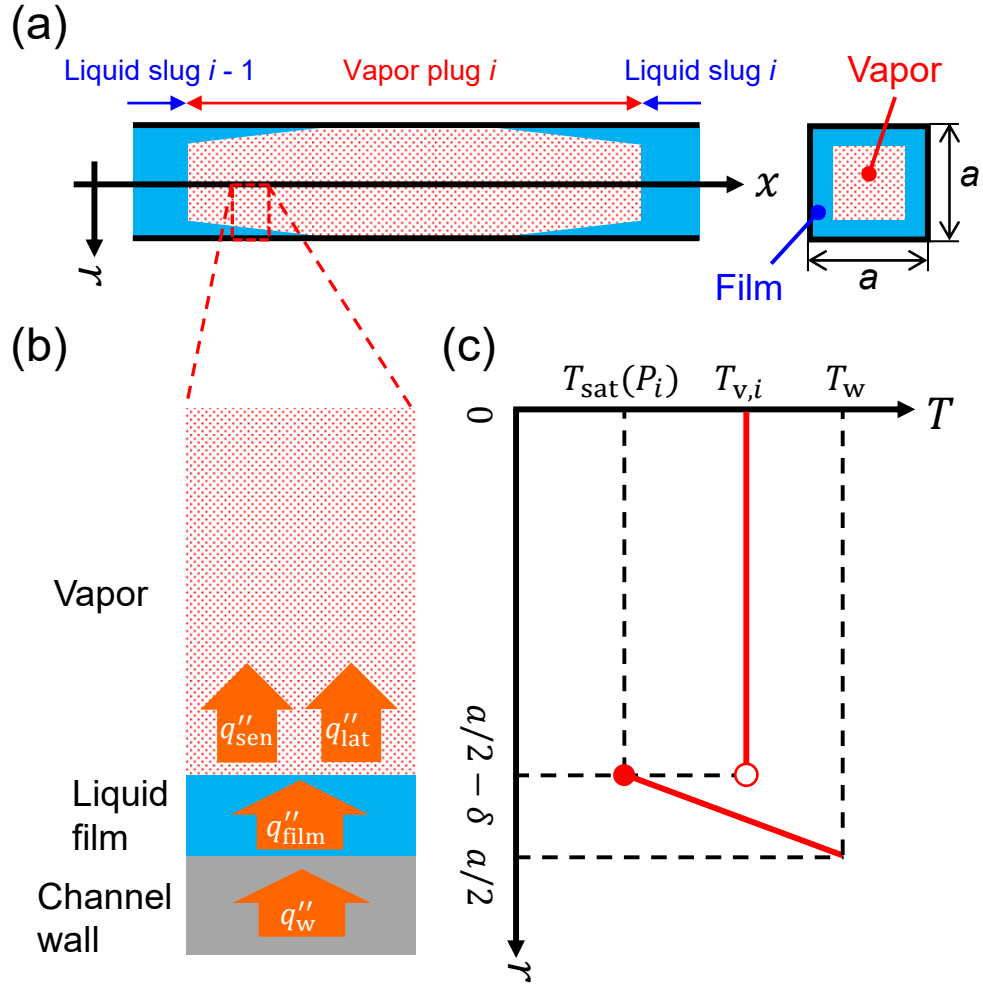 (a)
Liquid slug i - 1
Vapor plug i
Liquid slug i
Vapor
x
r
a
Film
a
(b)
(c)
T_sat(P_i)
T_v,i
T_w
0
T
Vapor
q''_sen
q''_lat
a/2 − δ
Liquid
film
q''_film
a/2
Channel
wall
q''_w
r